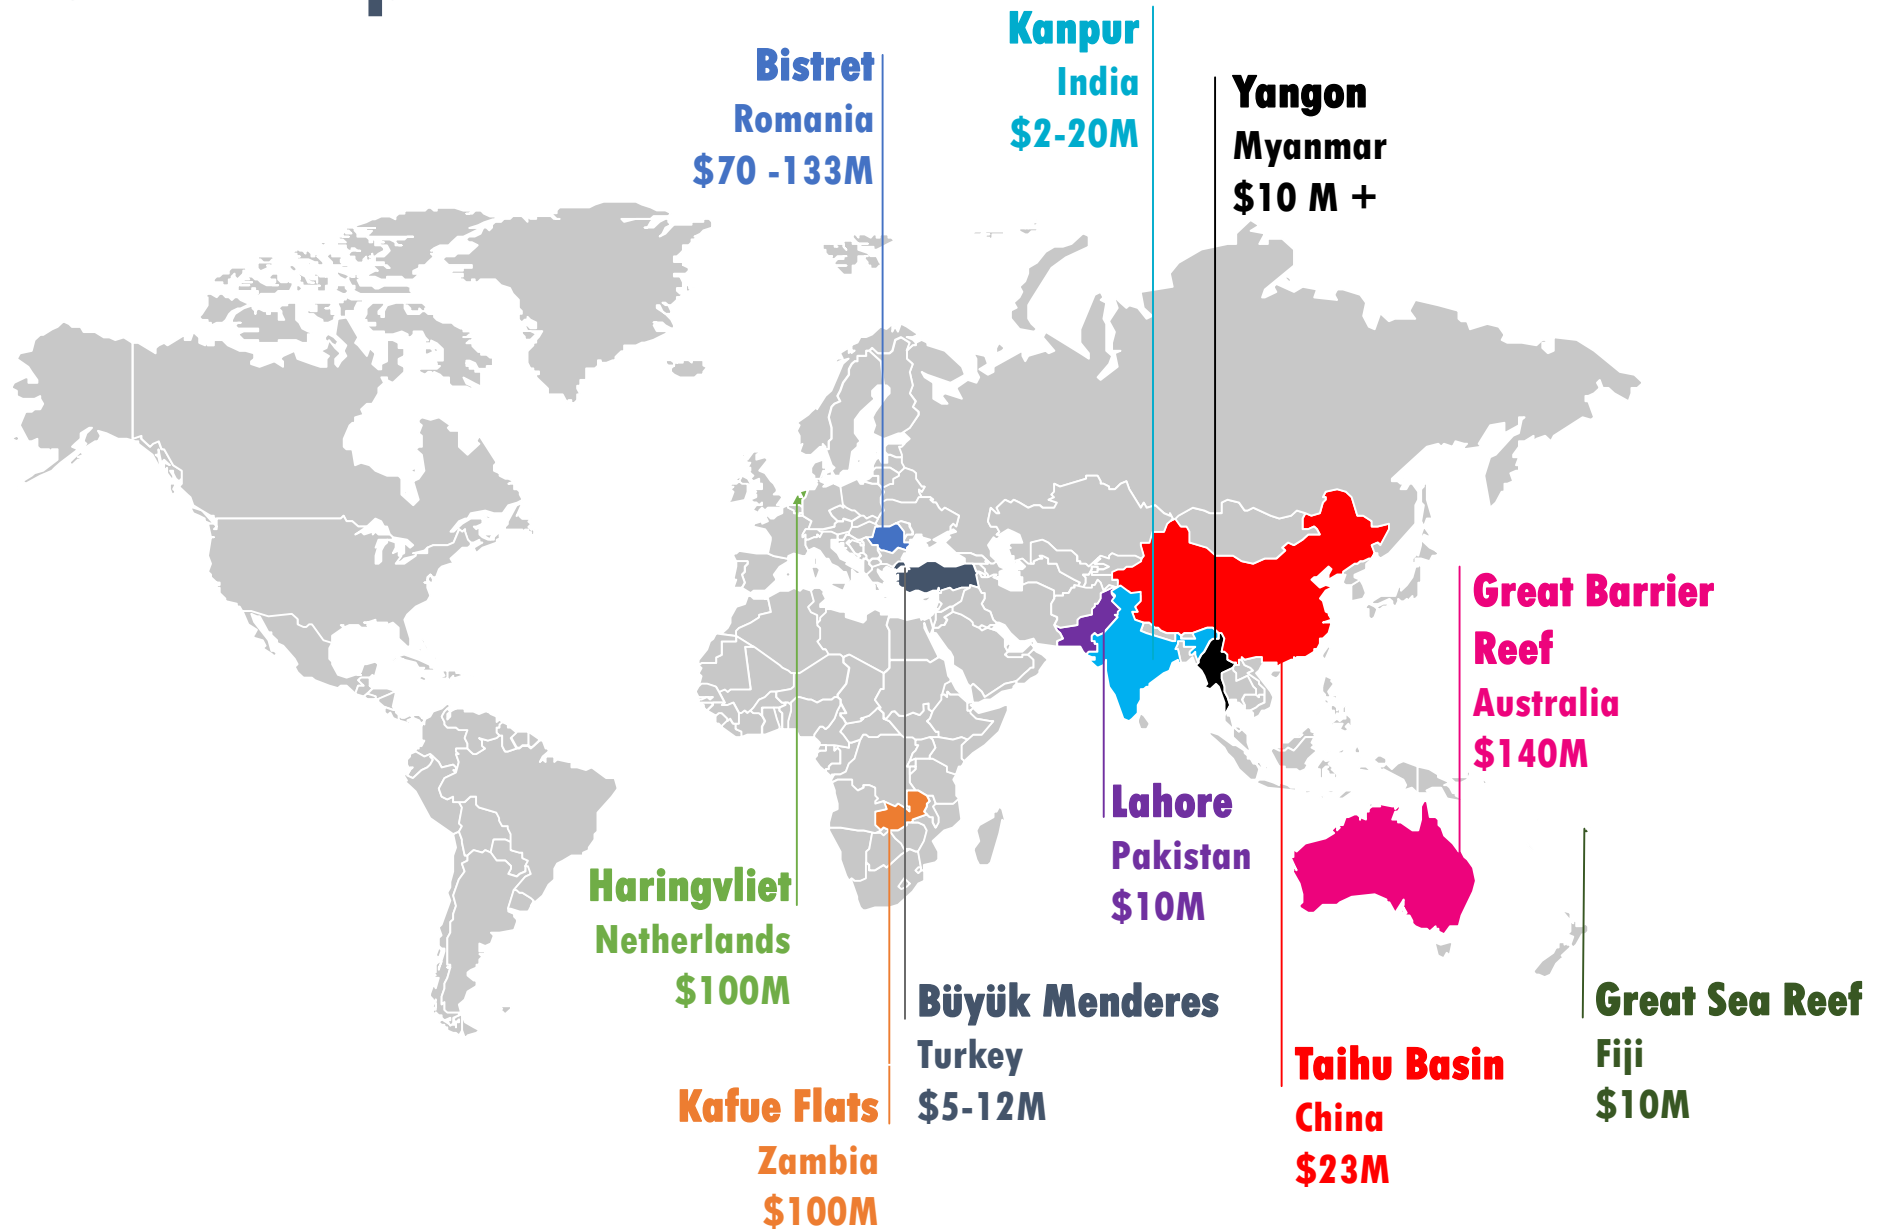 Kanpur
India
$2-20M
Bistret
Romania
$70 -133M
Yangon
Myanmar
$10 M +
Great Barrier
Reef
Australia
$140M
Lahore
Pakistan
$10M
Haringvliet
Netherlands
$100M
Büyük Menderes
Turkey
$5-12M
Great Sea Reef
Fiji
$10M
Taihu Basin
China
$23M
Kafue Flats
Zambia
$100M